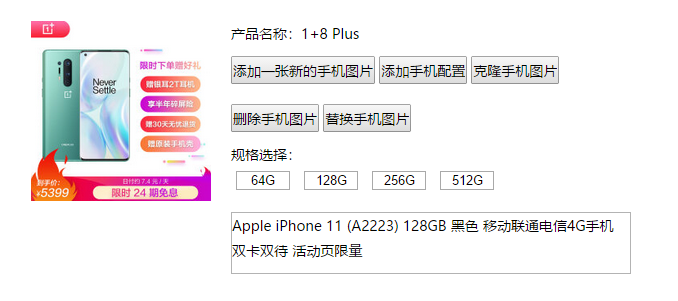 产品名称：1+8 Plus
添加一张新的手机图片 添加手机配置 克隆手机图片
删除手机图片 替换手机图片
规格选择：
64G 128G 256G 512G
Apple iPhone 11 (A2223) 128GB 黑色 移动联通电信4G手机
双卡双待 活动页限量
限时下单赠好礼
赠银耳2T耳机
享半年碎屏险
赠30天无忧退货
赠原装手机壳
Never
Settle
到手价：
¥5399
日付约 7.4 元 / 天
限时 24 期免息